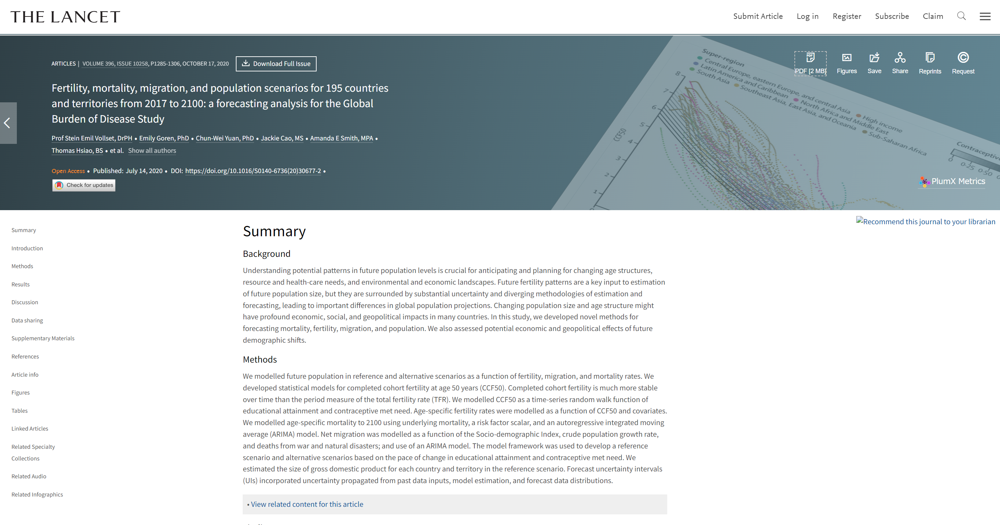 THE LANCET
Submit Article
Log in
Register
Subscribe
Claim
ARTICLES | VOLUME 396, ISSUE 10258, P1285-1306, OCTOBER 17, 2020
Download Full Issue
Fertility, mortality, migration, and population scenarios for 195 countries
and territories from 2017 to 2100: a forecasting analysis for the Global
Burden of Disease Study
Prof Stein Emil Vollset, DrPH • Emily Goren, PhD • Chun-Wei Yuan, PhD • Jackie Cao, MS • Amanda E Smith, MPA •
Thomas Hsiao, BS • et al. Show all authors
Open Access • Published: July 14, 2020 • DOI: https://doi.org/10.1016/S0140-6736(20)30677-2 •
Check for updates
PDF
PDF [2 MB]
Figures
Save
Share
Reprints
Request
Super-region
Central Europe, eastern Europe, and central Asia
High income
Latin America and Caribbean
North Africa and Middle East
South Asia
Southeast Asia, East Asia, and Oceania
Sub-Saharan Africa
CCF50
8
7
6
5
4
3
2
1
Contraceptive
0
0·25
0·50
PlumX Metrics
Recommend this journal to your librarian
Summary
Introduction
Methods
Results
Discussion
Data sharing
Supplementary Materials
References
Article info
Figures
Tables
Linked Articles
Related Specialty
Collections
Related Audio
Related Infographics
Summary
Background
Understanding potential patterns in future population levels is crucial for anticipating and planning for changing age structures,
resource and health-care needs, and environmental and economic landscapes. Future fertility patterns are a key input to estimation
of future population size, but they are surrounded by substantial uncertainty and diverging methodologies of estimation and
forecasting, leading to important differences in global population projections. Changing population size and age structure might
have profound economic, social, and geopolitical impacts in many countries. In this study, we developed novel methods for
forecasting mortality, fertility, migration, and population. We also assessed potential economic and geopolitical effects of future
demographic shifts.
Methods
We modelled future population in reference and alternative scenarios as a function of fertility, migration, and mortality rates. We
developed statistical models for completed cohort fertility at age 50 years (CCF50). Completed cohort fertility is much more stable
over time than the period measure of the total fertility rate (TFR). We modelled CCF50 as a time-series random walk function of
educational attainment and contraceptive met need. Age-specific fertility rates were modelled as a function of CCF50 and covariates.
We modelled age-specific mortality to 2100 using underlying mortality, a risk factor scalar, and an autoregressive integrated moving
average (ARIMA) model. Net migration was modelled as a function of the Socio-demographic Index, crude population growth rate,
and deaths from war and natural disasters; and use of an ARIMA model. The model framework was used to develop a reference
scenario and alternative scenarios based on the pace of change in educational attainment and contraceptive met need. We
estimated the size of gross domestic product for each country and territory in the reference scenario. Forecast uncertainty intervals
(UIs) incorporated uncertainty propagated from past data inputs, model estimation, and forecast data distributions.
• View related content for this article